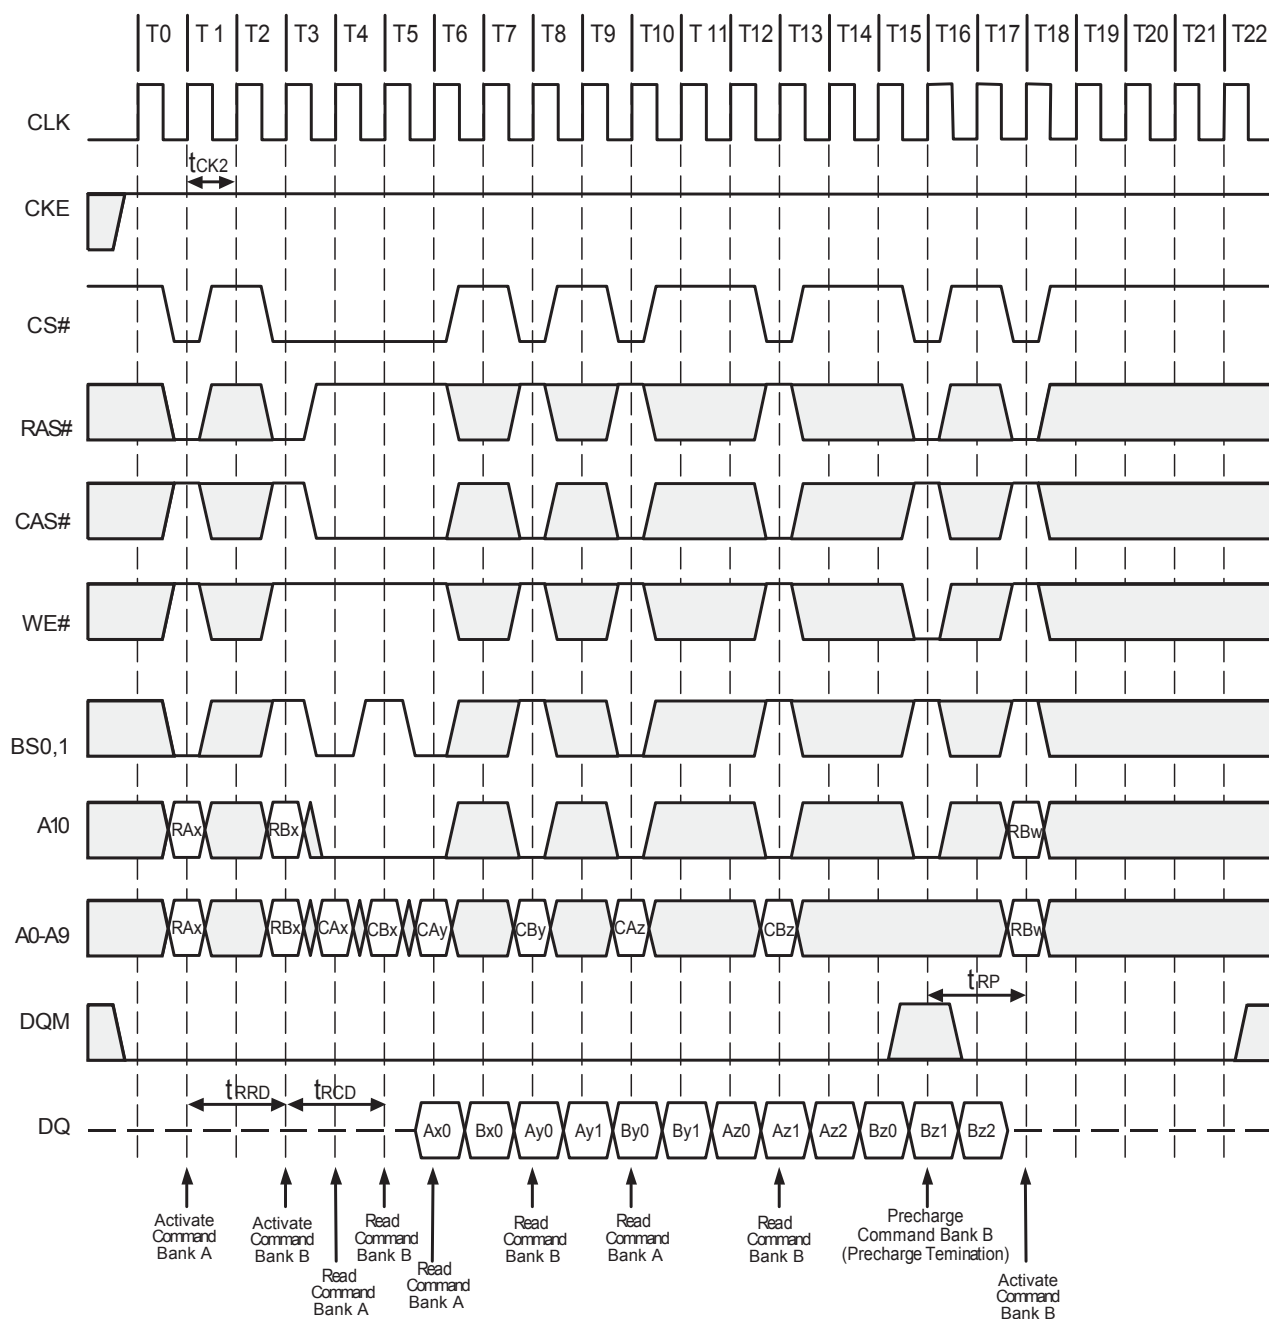 T0 T 1 T2 T3 T4 T5 T6 T7 T8 T9 T10 T 11 T12 T13 T14 T15 T16 T17 T18 T19 T20 T21 T22
CLK
tCK2
CKE
CS#
RAS#
CAS#
WE#
BS0,1
A10
RAx RBx RBw
A0-A9
RAx RBx CAx CBx CAy CBy CAz CBz RBw
tRP
DQM
tRRD tRCD
DQ
Ax0 Bx0 Ay0 Ay1 By0 By1 Az0 Az1 Az2 Bz0 Bz1 Bz2
Activate
Command
Bank A
Activate
Command
Bank B
Read
Command
Bank A
Read
Command
Bank B
Read
Command
Bank A
Read
Command
Bank B
Read
Command
Bank A
Read
Command
Bank B
Precharge
Command Bank B
(Precharge Temination)
Activate
Command
Bank B